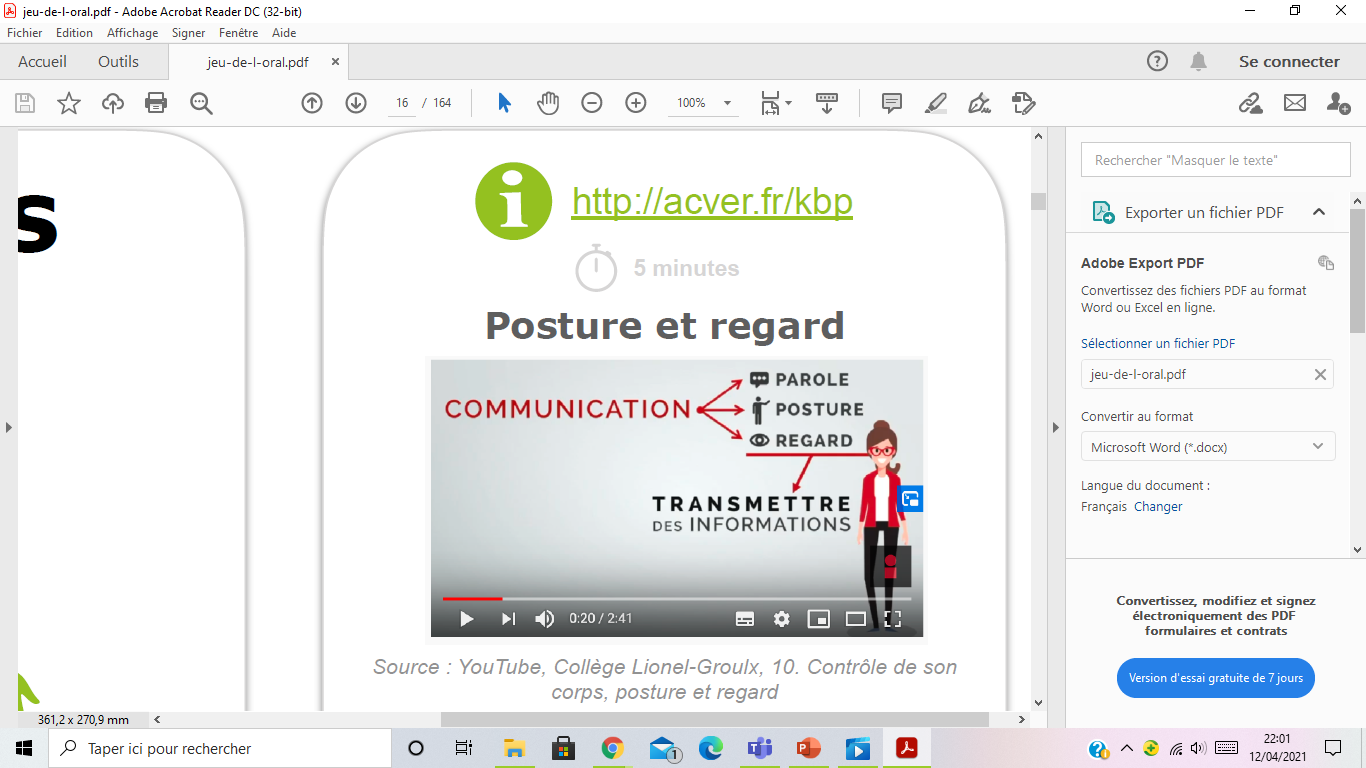 jeu-de-l-oral.pdf - Adobe Acrobat Reader DC (32-bit)
Fichier Edition Affichage Signer Fenêtre Aide
Accueil Outils jeu-de-l-oral.pdf × Se connecter
16 / 164 100%
s
i http://acver.fr/kbp
5 minutes
Posture et regard
COMMUNICATION
PAROLE
POSTURE
REGARD
TRANSMETTRE
DES INFORMATIONS
0:20 / 2:41
Source : YouTube, Collège Lionel-Groulx, 10. Contrôle de son
corps, posture et regard
361,2 x 270,9 mm
Rechercher "Masquer le texte"
Exporter un fichier PDF
Adobe Export PDF
Convertissez des fichiers PDF au format
Word ou Excel en ligne.
Sélectionner un fichier PDF
jeu-de-l-oral.pdf
Convertir au format
Microsoft Word (*.docx)
Langue du document :
Français Changer
Convertissez, modifiez et signez
électroniquement des PDF
formulaires et contrats
Version d'essai gratuite de 7 jours
Taper ici pour rechercher
1
22:01
12/04/2021